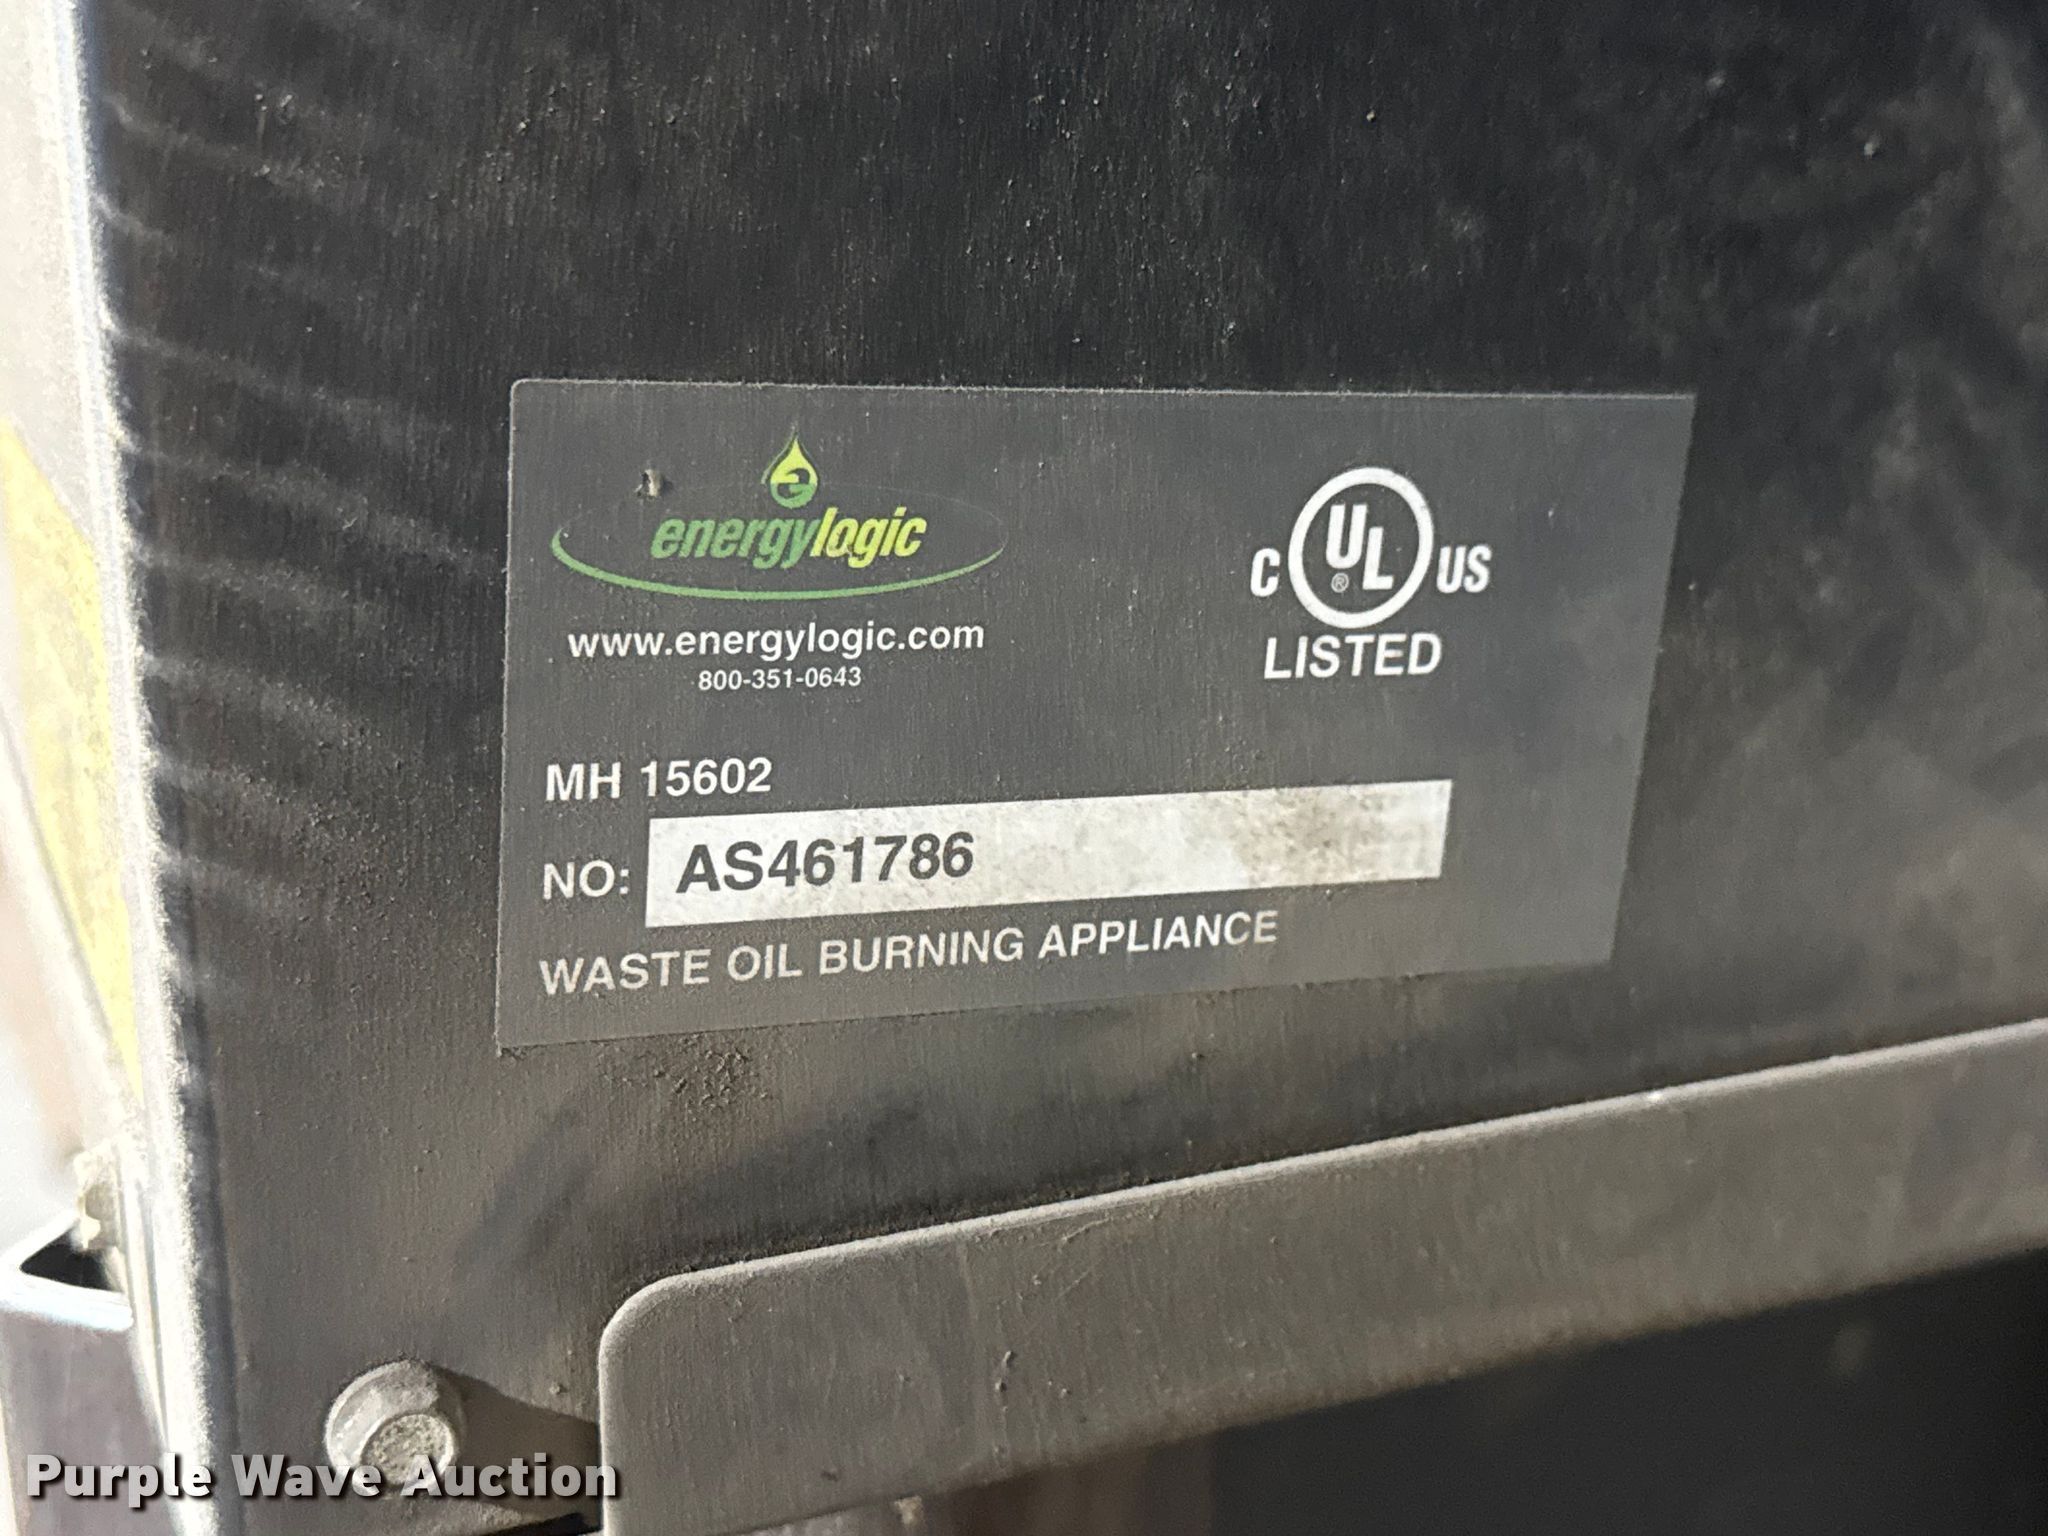 energylogic
www.energylogic.com
800-351-0643
C UL® US
LISTED
MH 15602
NO: AS461786
WASTE OIL BURNING APPLIANCE
Purple Wave Auction